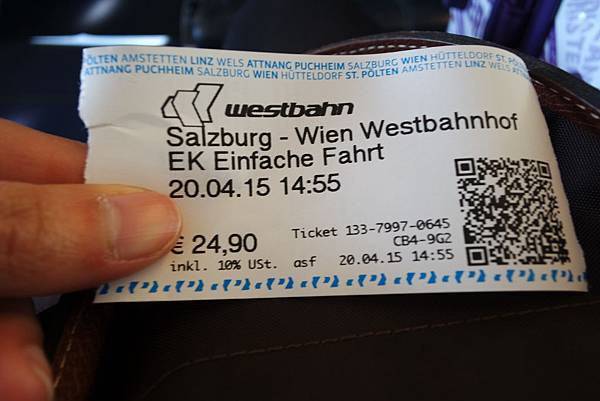 PÖLTEN AMSTETTEN LINZ WELS ATTNANG PUCHHEIM SALZBURG WIEN HÜTTELDORF ST. PÖLTEN AMSTETTEN LINZ WELS
ATTNANG PUCHHEIM SALZBURG WIEN HÜTTELDORF ST. PÖLTEN AMSTETTEN LINZ WELS ATTNANG
westbahn
Salzburg - Wien Westbahnhof
EK Einfache Fahrt
20.04.15 14:55
Ticket 133-7997-0645
€ 24,90 CB4-9G2
inkl. 10% USt. asf 20.04.15 14:55